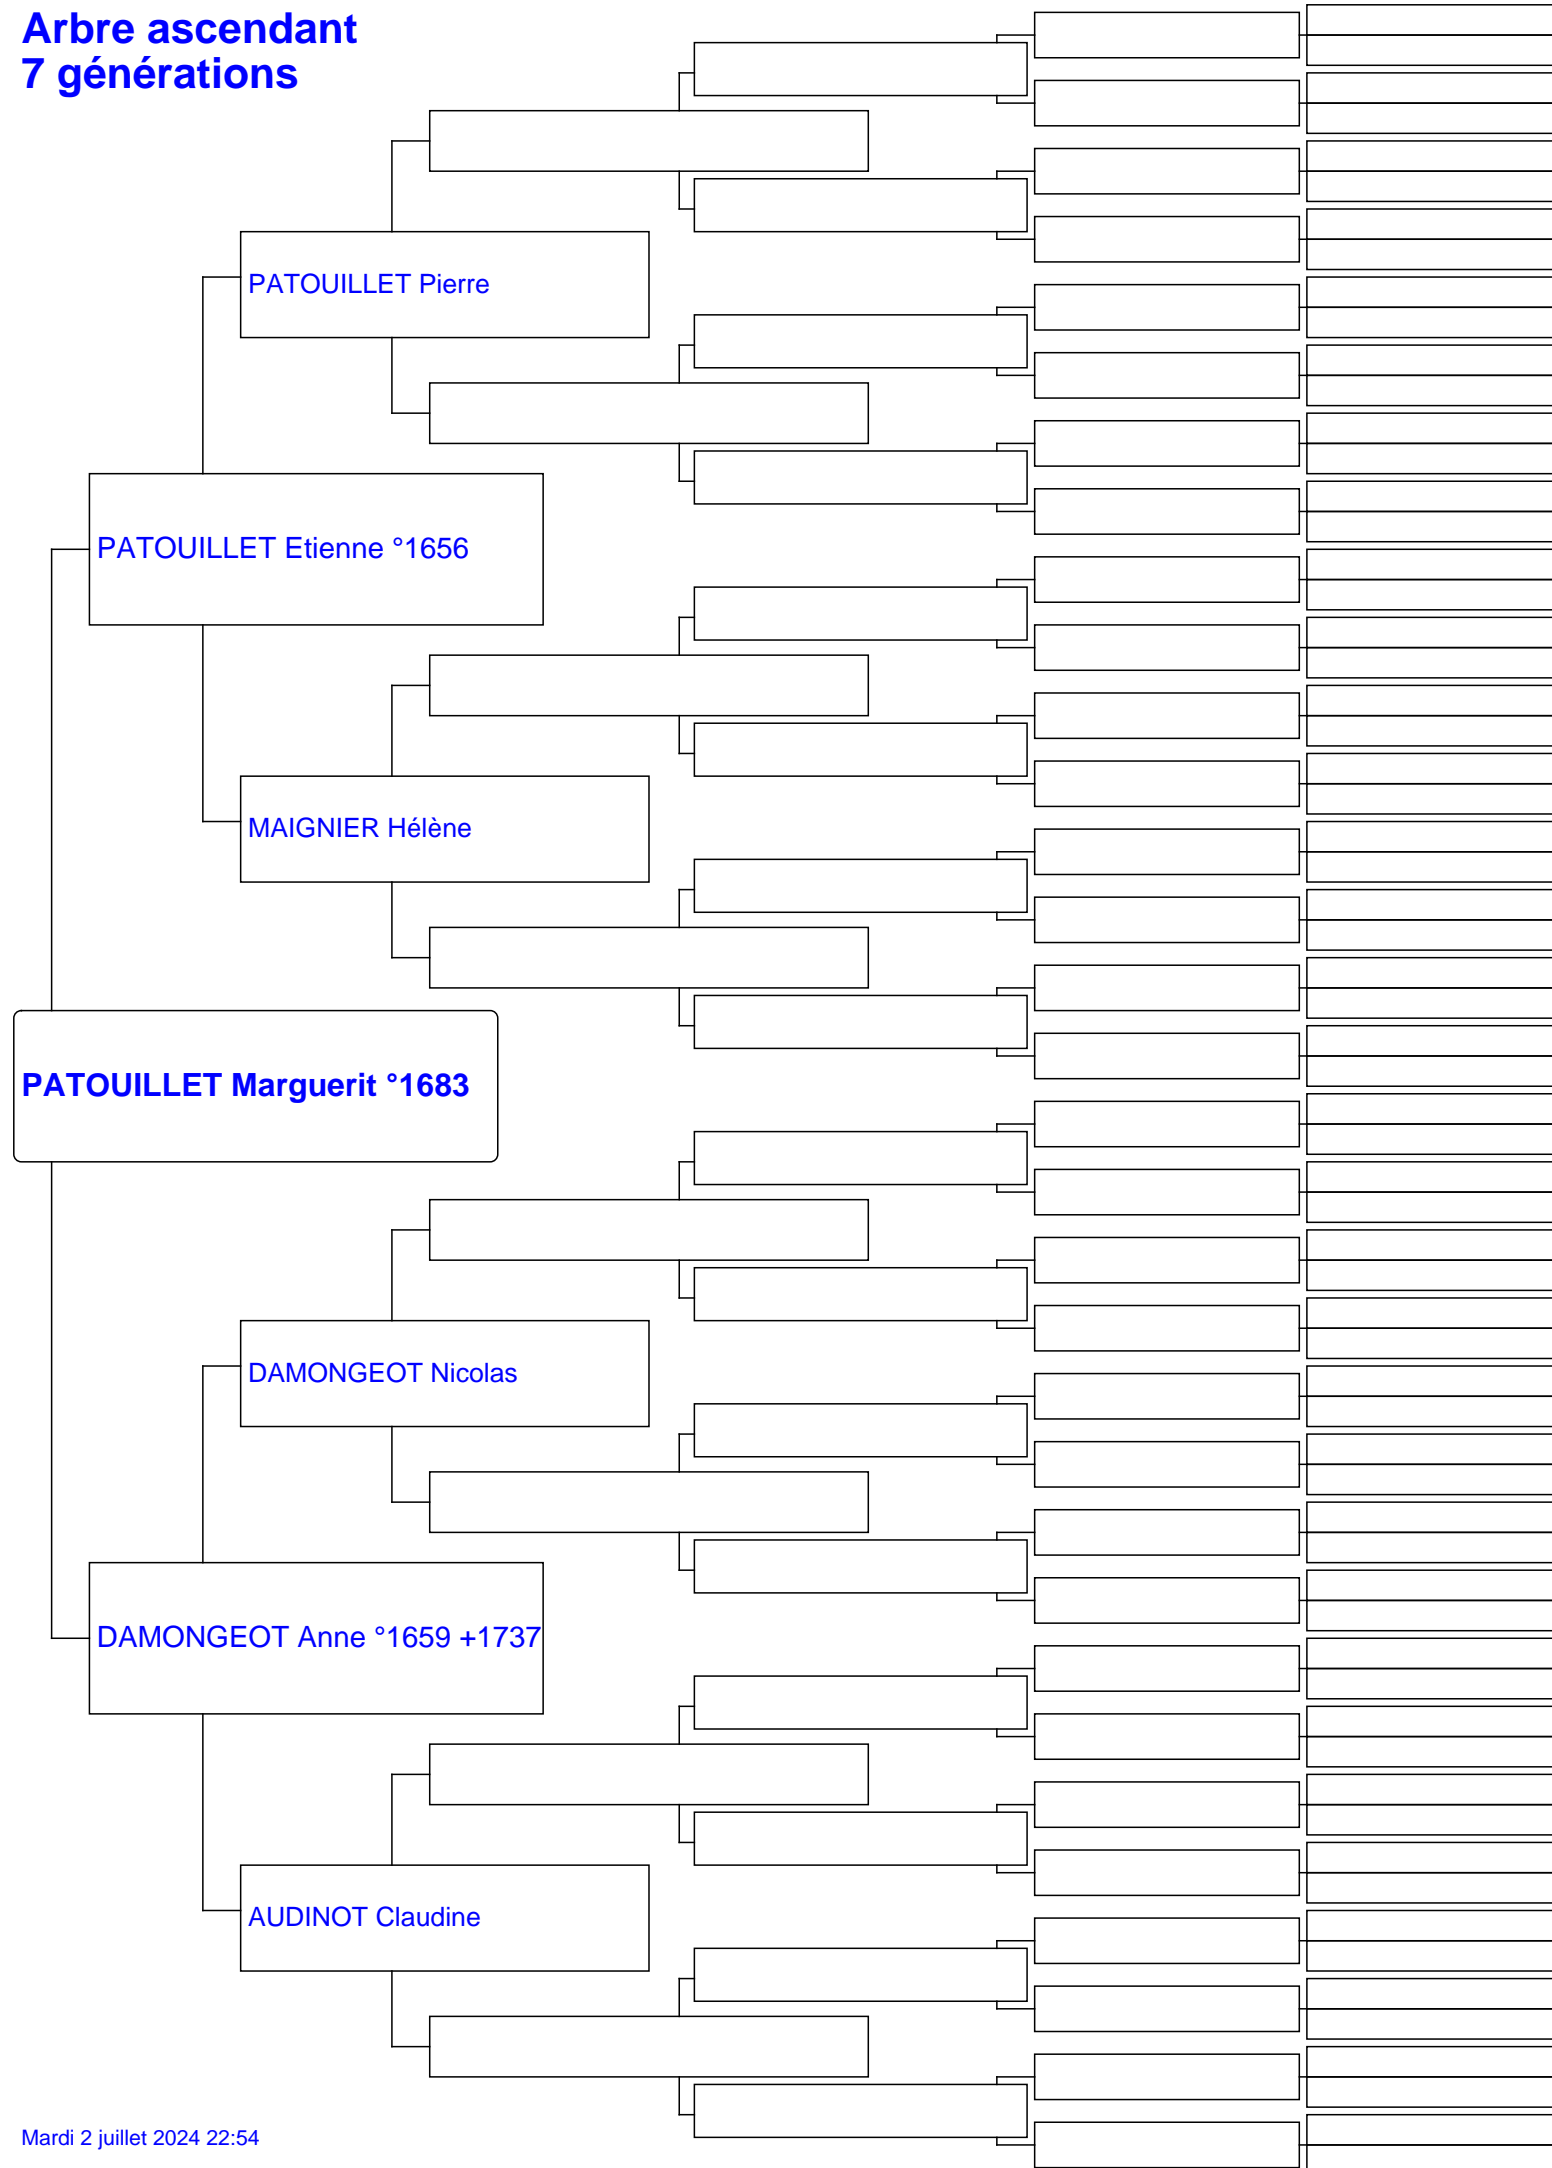 Arbre ascendant
7 générations
PATOUILLET Pierre
PATOUILLET Etienne °1656
MAIGNIER Hélène
PATOUILLET Marguerit °1683
DAMONGEOT Nicolas
DAMONGEOT Anne °1659 +1737
AUDINOT Claudine
Mardi 2 juillet 2024 22:54